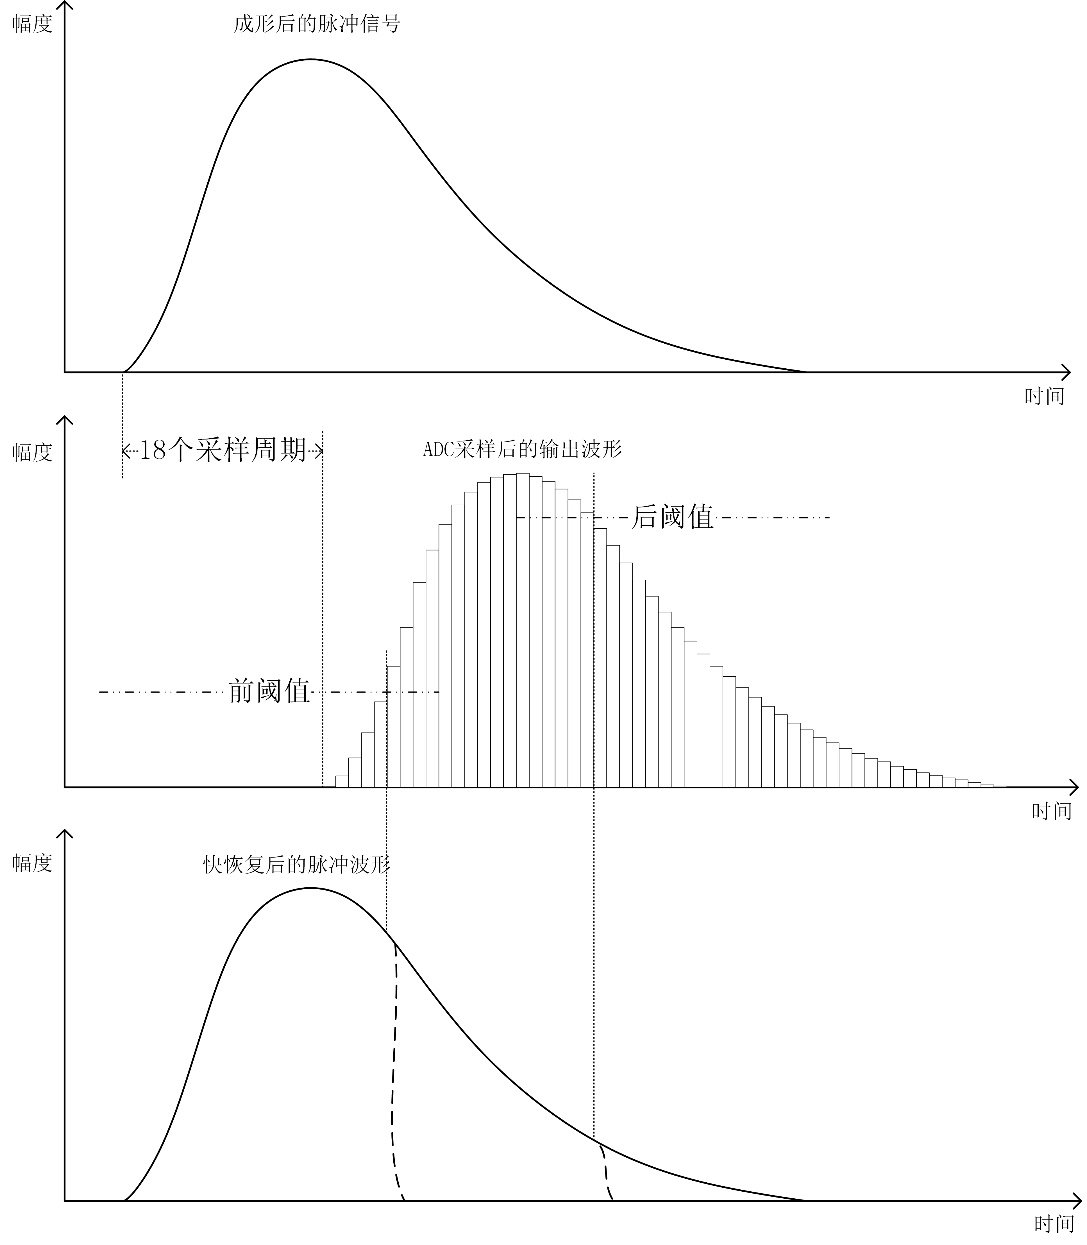 幅度
成形后的脉冲信号
时间
幅度
18个采样周期
ADC采样后的输出波形
后阈值
前阈值
时间
幅度
快恢复后的脉冲波形
时间